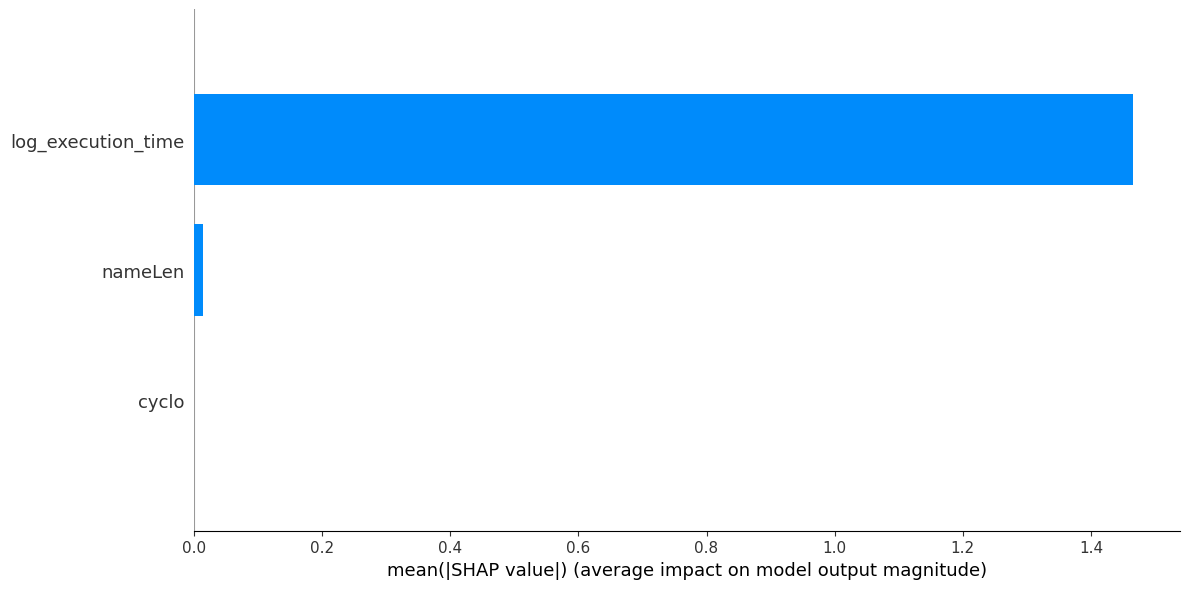 log_execution_time
nameLen
cyclo
0.0 0.2 0.4 0.6 0.8 1.0 1.2 1.4
mean(|SHAP value|) (average impact on model output magnitude)